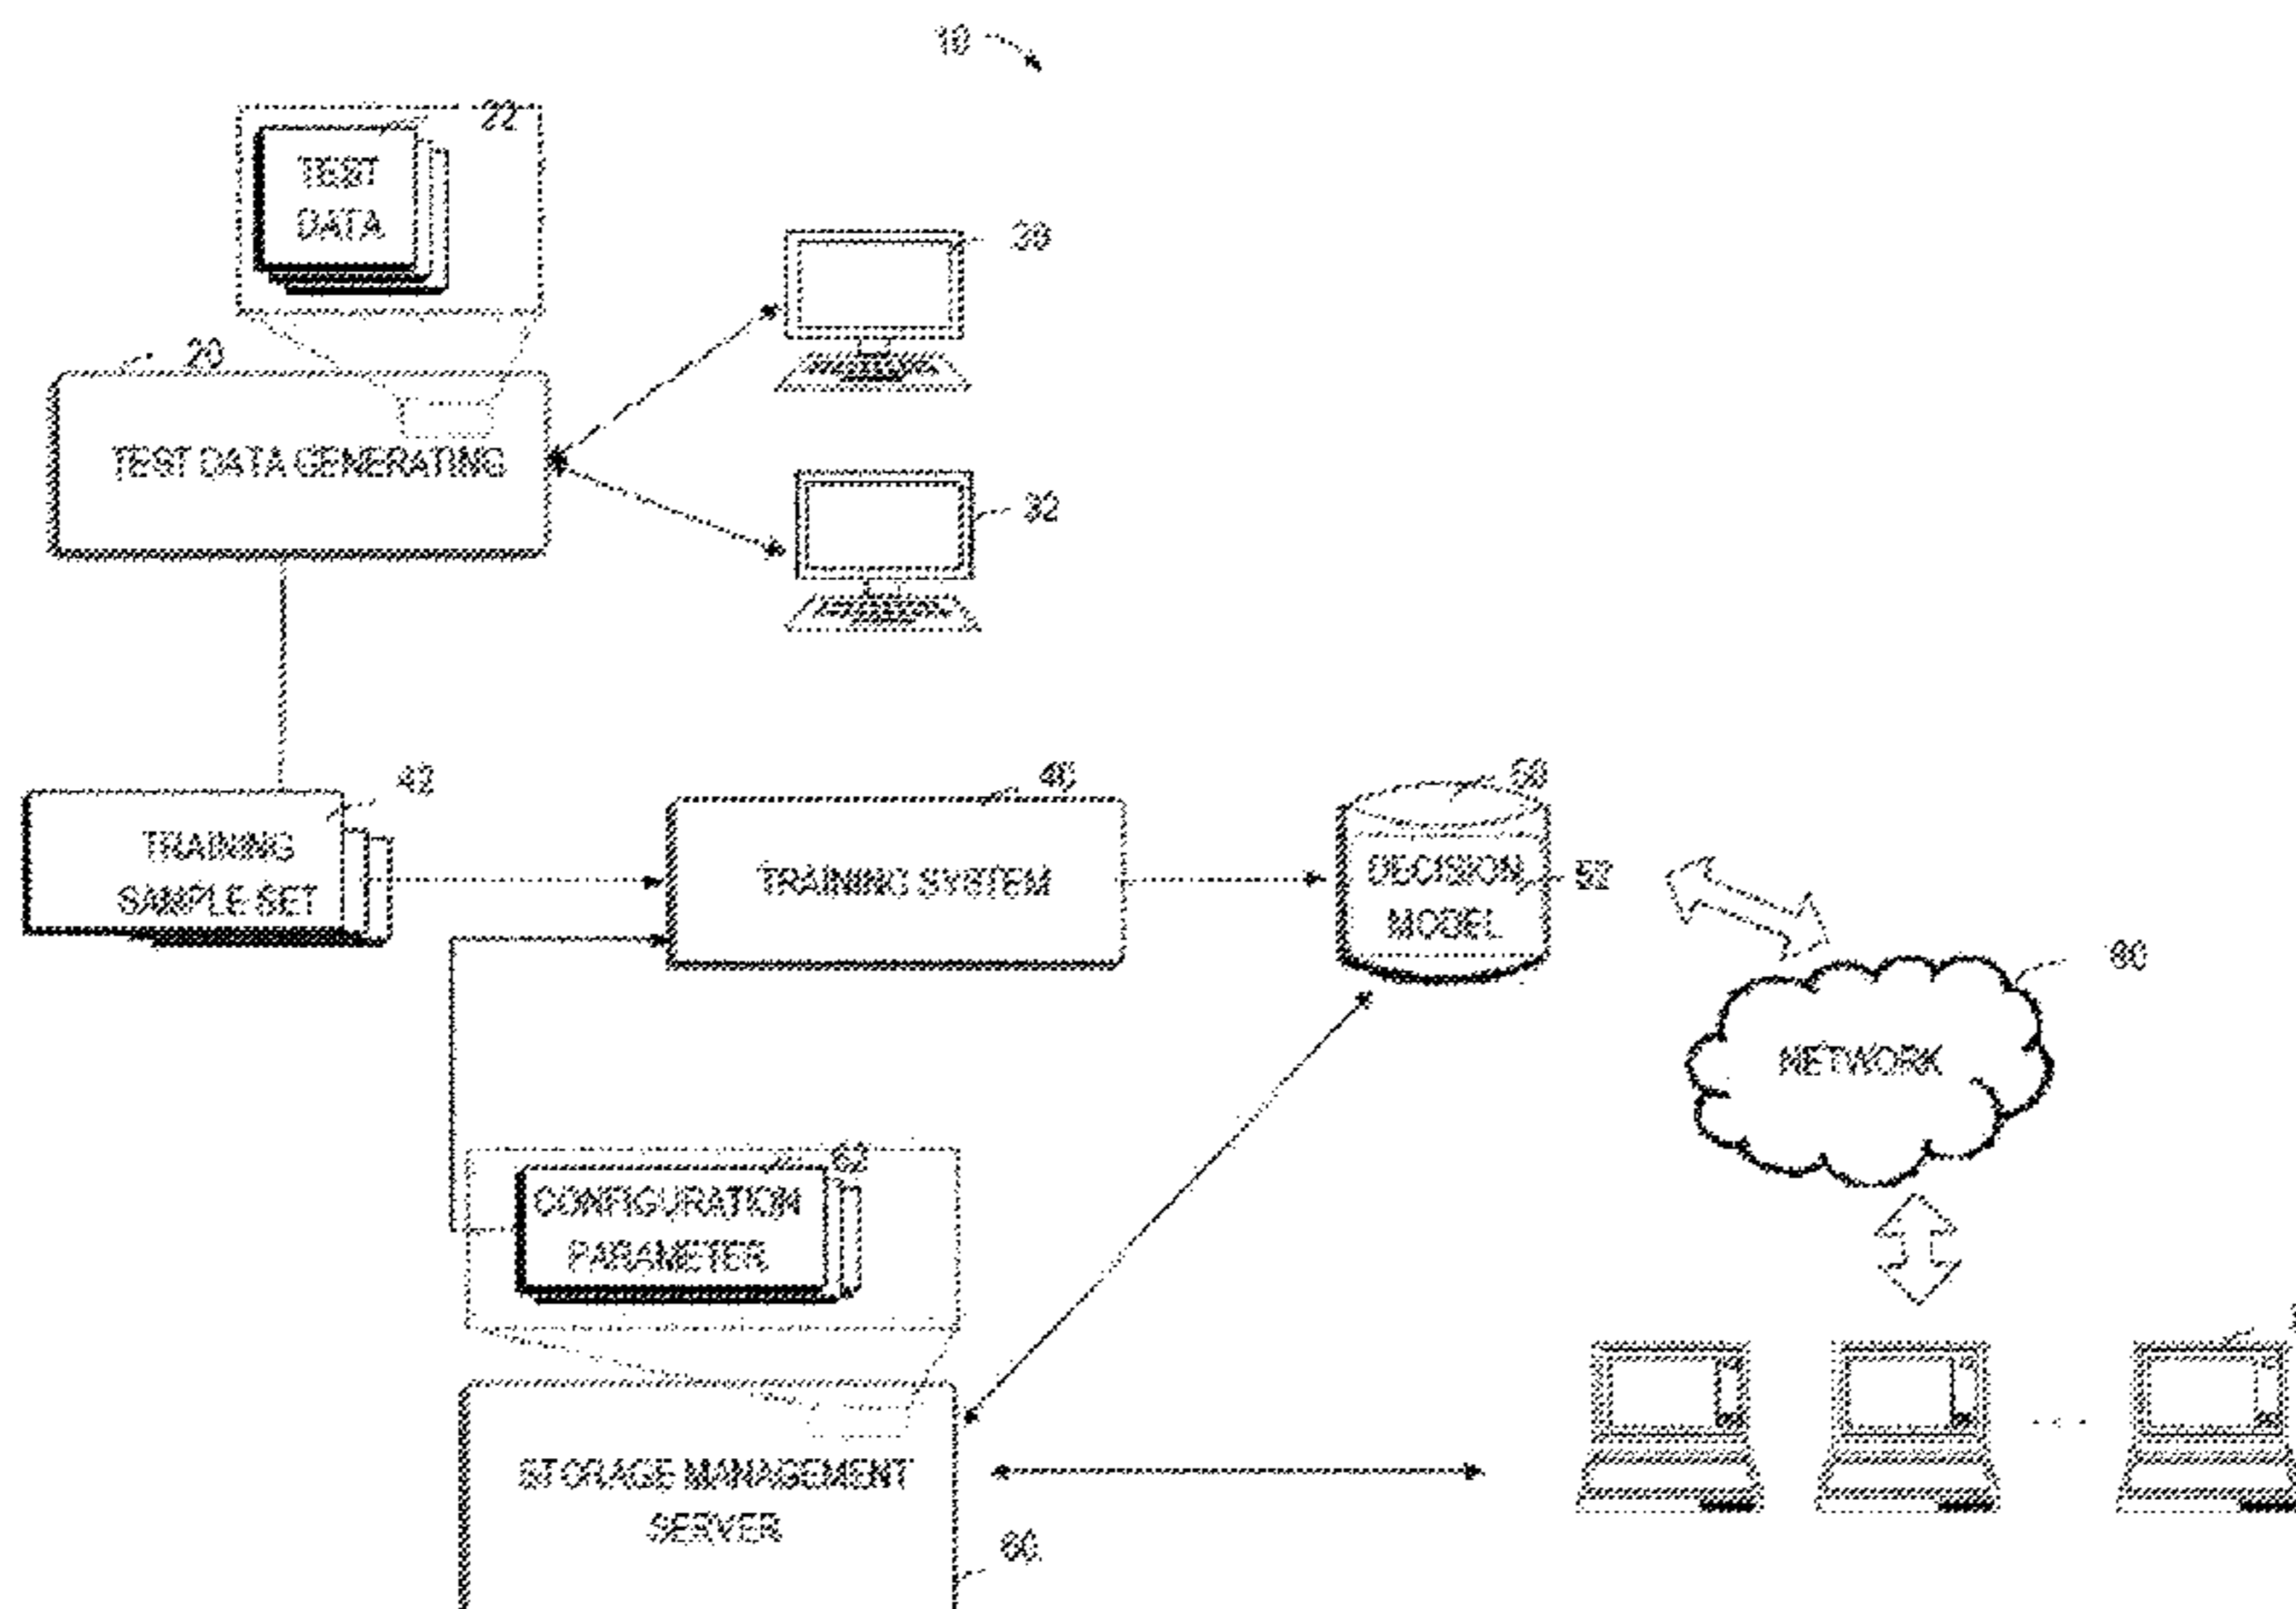 10
22
TEST
DATA
20
TEST DATA GENERATING
30
32
42
TRAINING
SAMPLE SET
40
TRAINING SYSTEM
50
DECISION
MODEL
52
80
NETWORK
62
CONFIGURATION
PARAMETER
STORAGE MANAGEMENT
SERVER
60